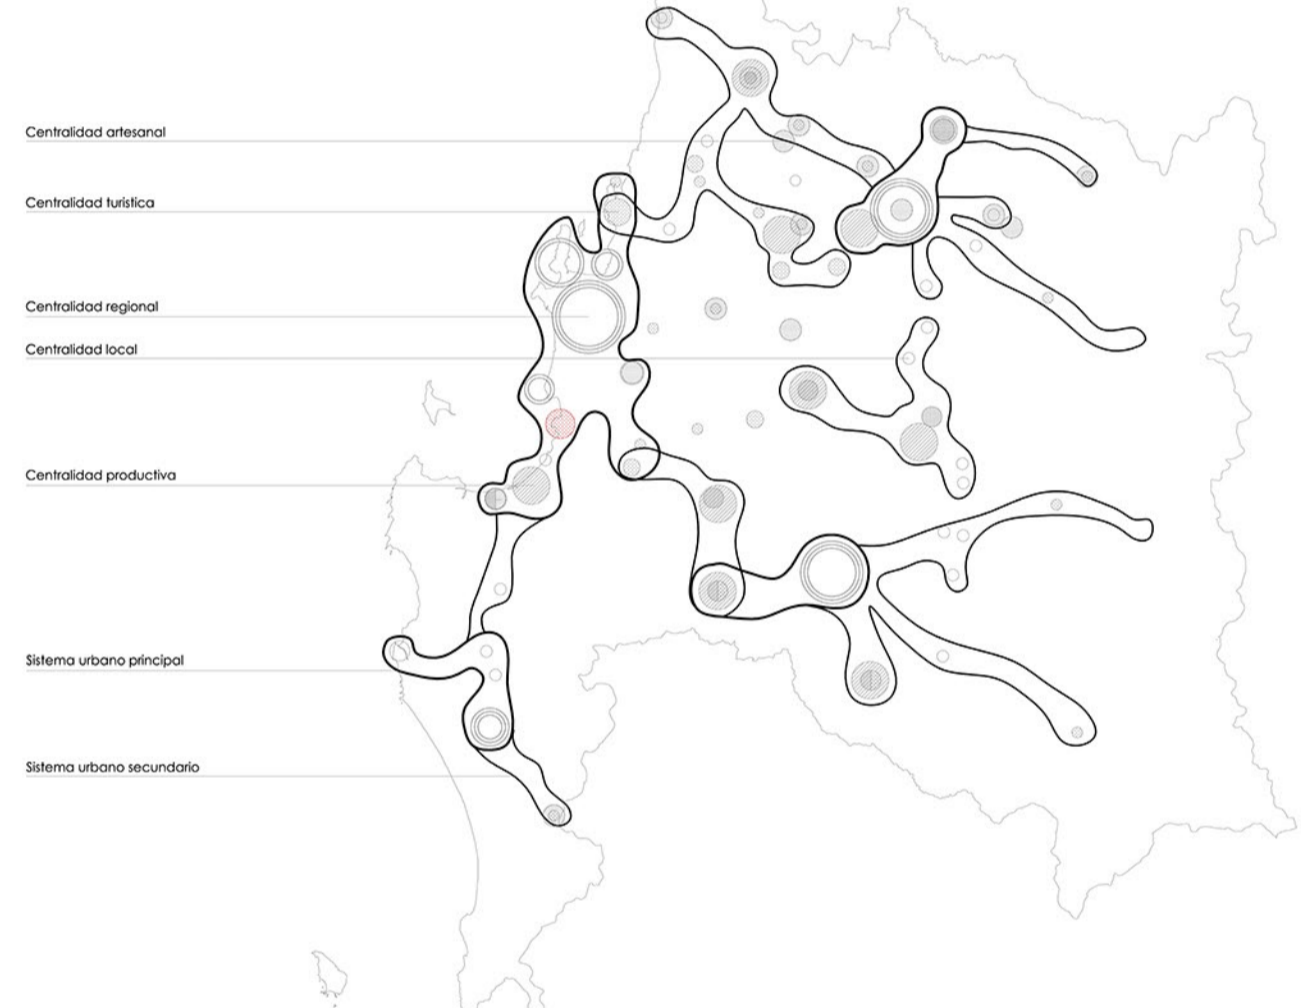 Centralidad artesanal
Centralidad turística
Centralidad regional
Centralidad local
Centralidad productiva
Sistema urbano principal
Sistema urbano secundario